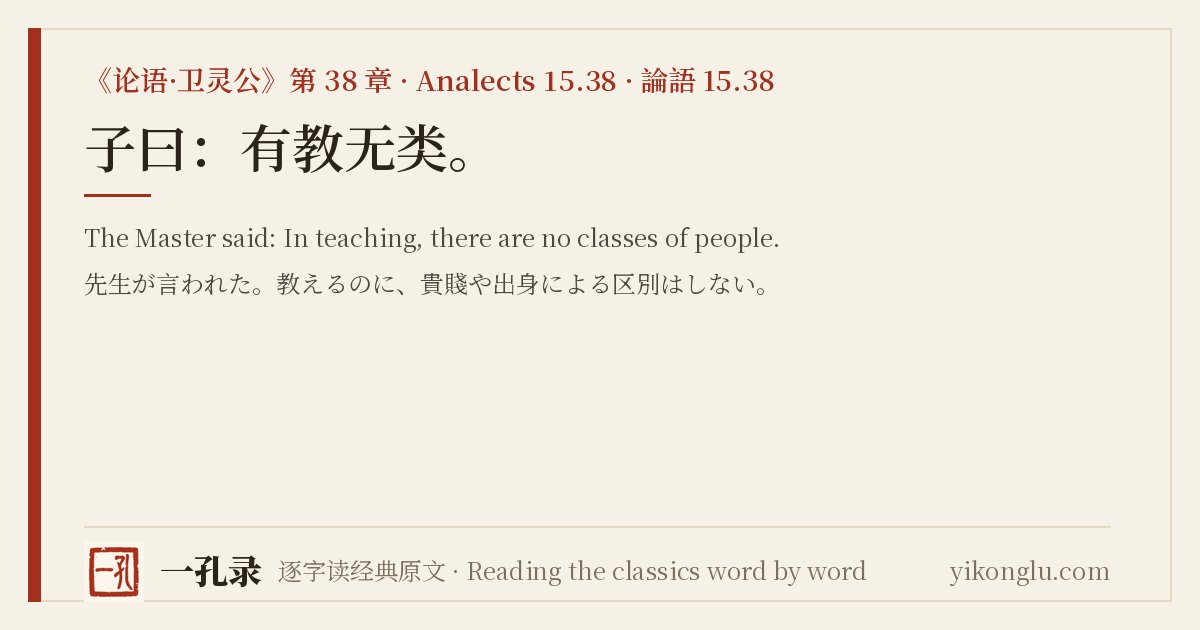 《论语·卫灵公》第 38 章 · Analects 15.38 · 論語 15.38
子曰：有教无类。
The Master said: In teaching, there are no classes of people.
先生が言われた。教えるのに、貴賤や出身による区別はしない。
一孔
一孔录 逐字读经典原文 · Reading the classics word by word yikonglu.com